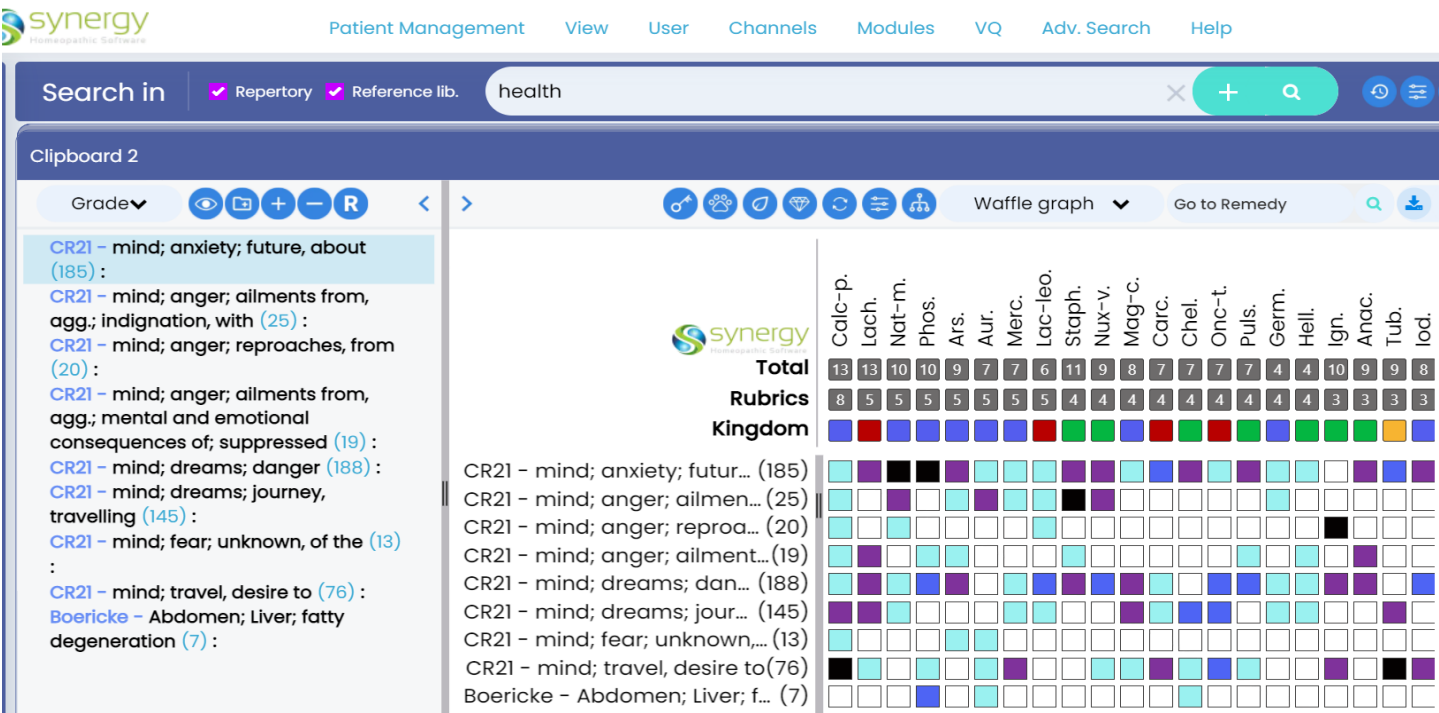 synergy
Homeopathic Software
Patient Management View User Channels Modules VQ Adv. Search Help
Search in Repertory Reference lib. health
Clipboard 2
Grade R Waffle graph Go to Remedy
CR21 - mind; anxiety; future, about
(185) :
CR21 - mind; anger; ailments from,
agg.; indignation, with (25) :
CR21 - mind; anger; reproaches, from
(20) :
CR21 - mind; anger; ailments from,
agg.; mental and emotional
consequences of; suppressed (19) :
CR21 - mind; dreams; danger (188) :
CR21 - mind; dreams; journey,
travelling (145) :
CR21 - mind; fear; unknown, of the (13)
:
CR21 - mind; travel, desire to (76) :
Boericke - Abdomen; Liver; fatty
degeneration (7) :
Calc-p. Lach. Nat-m. Phos. Ars. Aur. Merc. Lac-leo. Staph. Nux-v. Mag-c. Carc. Chel. Onc-t. Puls. Germ. Hell. Ign. Anac. Tub. Iod.
synergy
Homeopathic Software
Total 13 13 10 10 9 7 7 6 11 9 8 7 7 7 7 4 4 10 9 9 8
Rubrics 8 5 5 5 5 5 5 5 4 4 4 4 4 4 4 4 4 3 3 3 3
Kingdom
CR21 - mind; anxiety; futur... (185)
CR21 - mind; anger; ailmen... (25)
CR21 - mind; anger; reproa... (20)
CR21 - mind; anger; ailment...(19)
CR21 - mind; dreams; dan... (188)
CR21 - mind; dreams; jour... (145)
CR21 - mind; fear; unknown,... (13)
CR21 - mind; travel, desire to(76)
Boericke - Abdomen; Liver; f... (7)